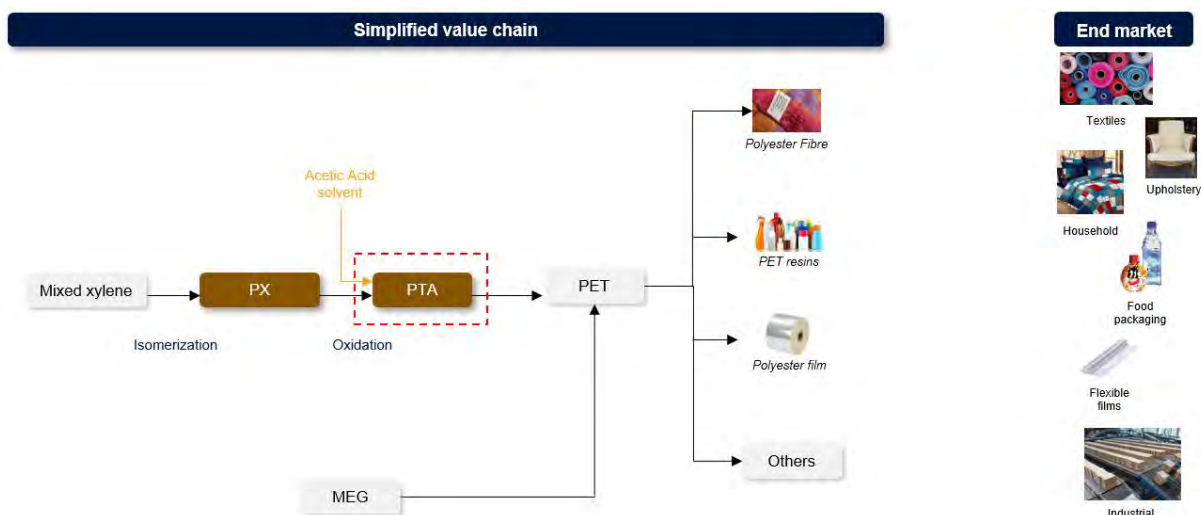 Simplified value chain
End market
Textiles
Polyester Fibre
Upholstery
Acetic Acid
solvent
Household
PET resins
Mixed xylene
PX
PTA
PET
Food
packaging
Isomerization
Oxidation
Polyester film
Flexible
films
Others
MEG
Industrial